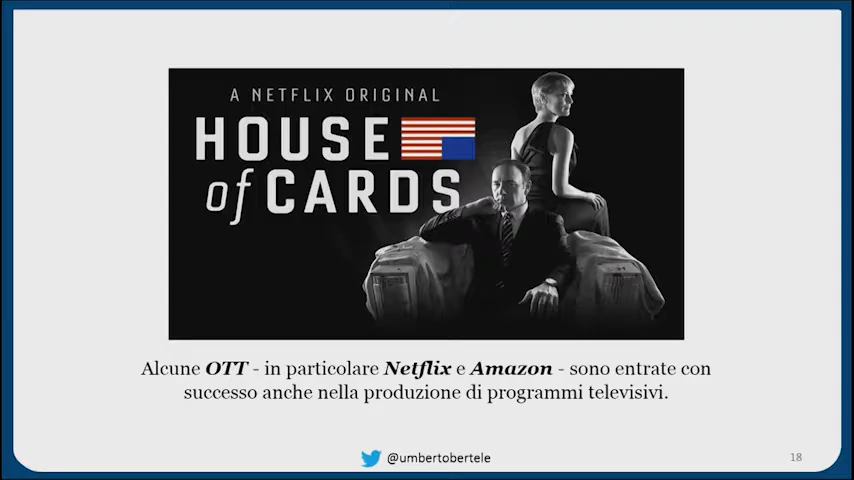 A NETFLIX ORIGINAL
HOUSE
of CARDS
Alcune OTT - in particolare Netflix e Amazon - sono entrate con
successo anche nella produzione di programmi televisivi.
@umbertobertele
18